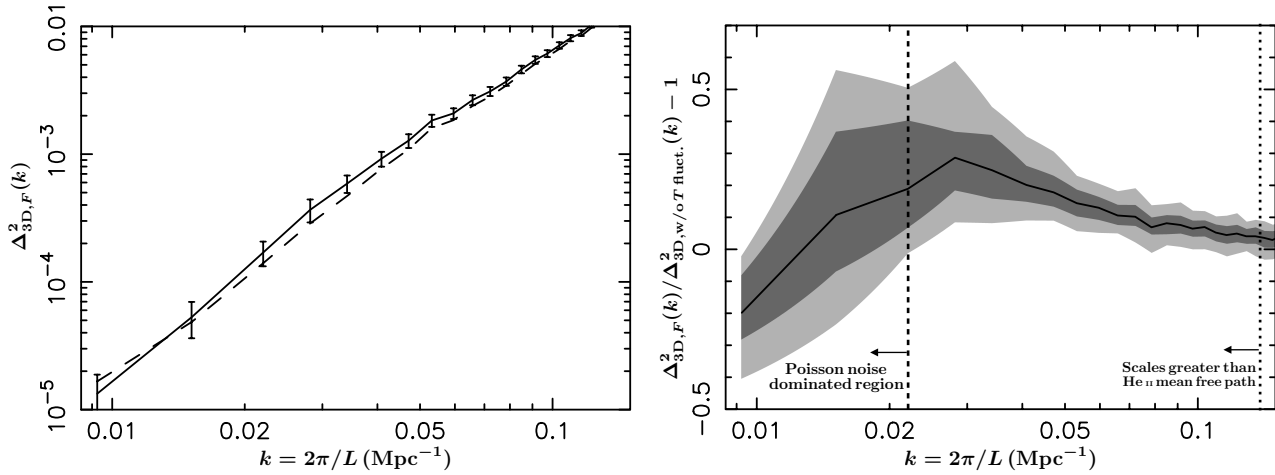 0.01
10⁻³
10⁻⁴
10⁻⁵
Δ²3D,F(k)
0.01 0.02 0.05 0.1
k = 2π/L (Mpc⁻¹)
0.5
0
−0.5
Δ²3D,F(k)/Δ²3D,w/oT fluct.(k) − 1
Poisson noise
dominated region
Scales greater than
He II mean free path
0.01 0.02 0.05 0.1
k = 2π/L (Mpc⁻¹)